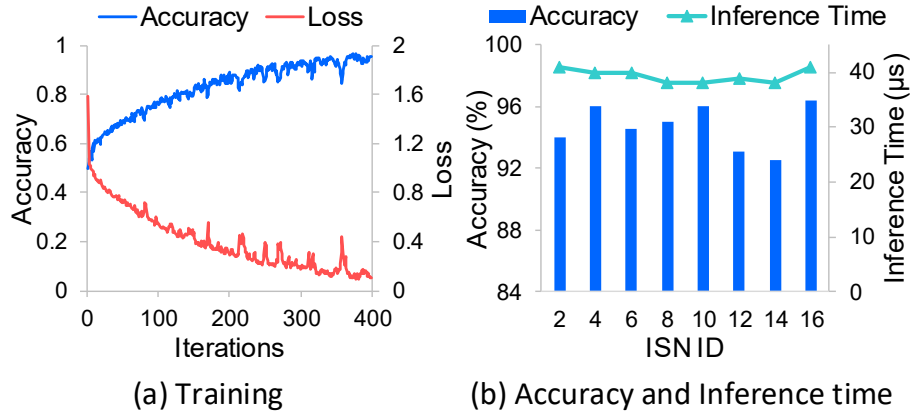 Accuracy Loss
1 2
0.8 1.6
0.6 1.2
0.4 0.8
0.2 0.4
0 0
Accuracy
Loss
0 100 200 300 400
Iterations
(a) Training
Accuracy Inference Time
100
96 40
30
92
20
88
10
84 0
Accuracy (%)
Inference Time (µs)
2 4 6 8 10 12 14 16
ISN ID
(b) Accuracy and Inference time